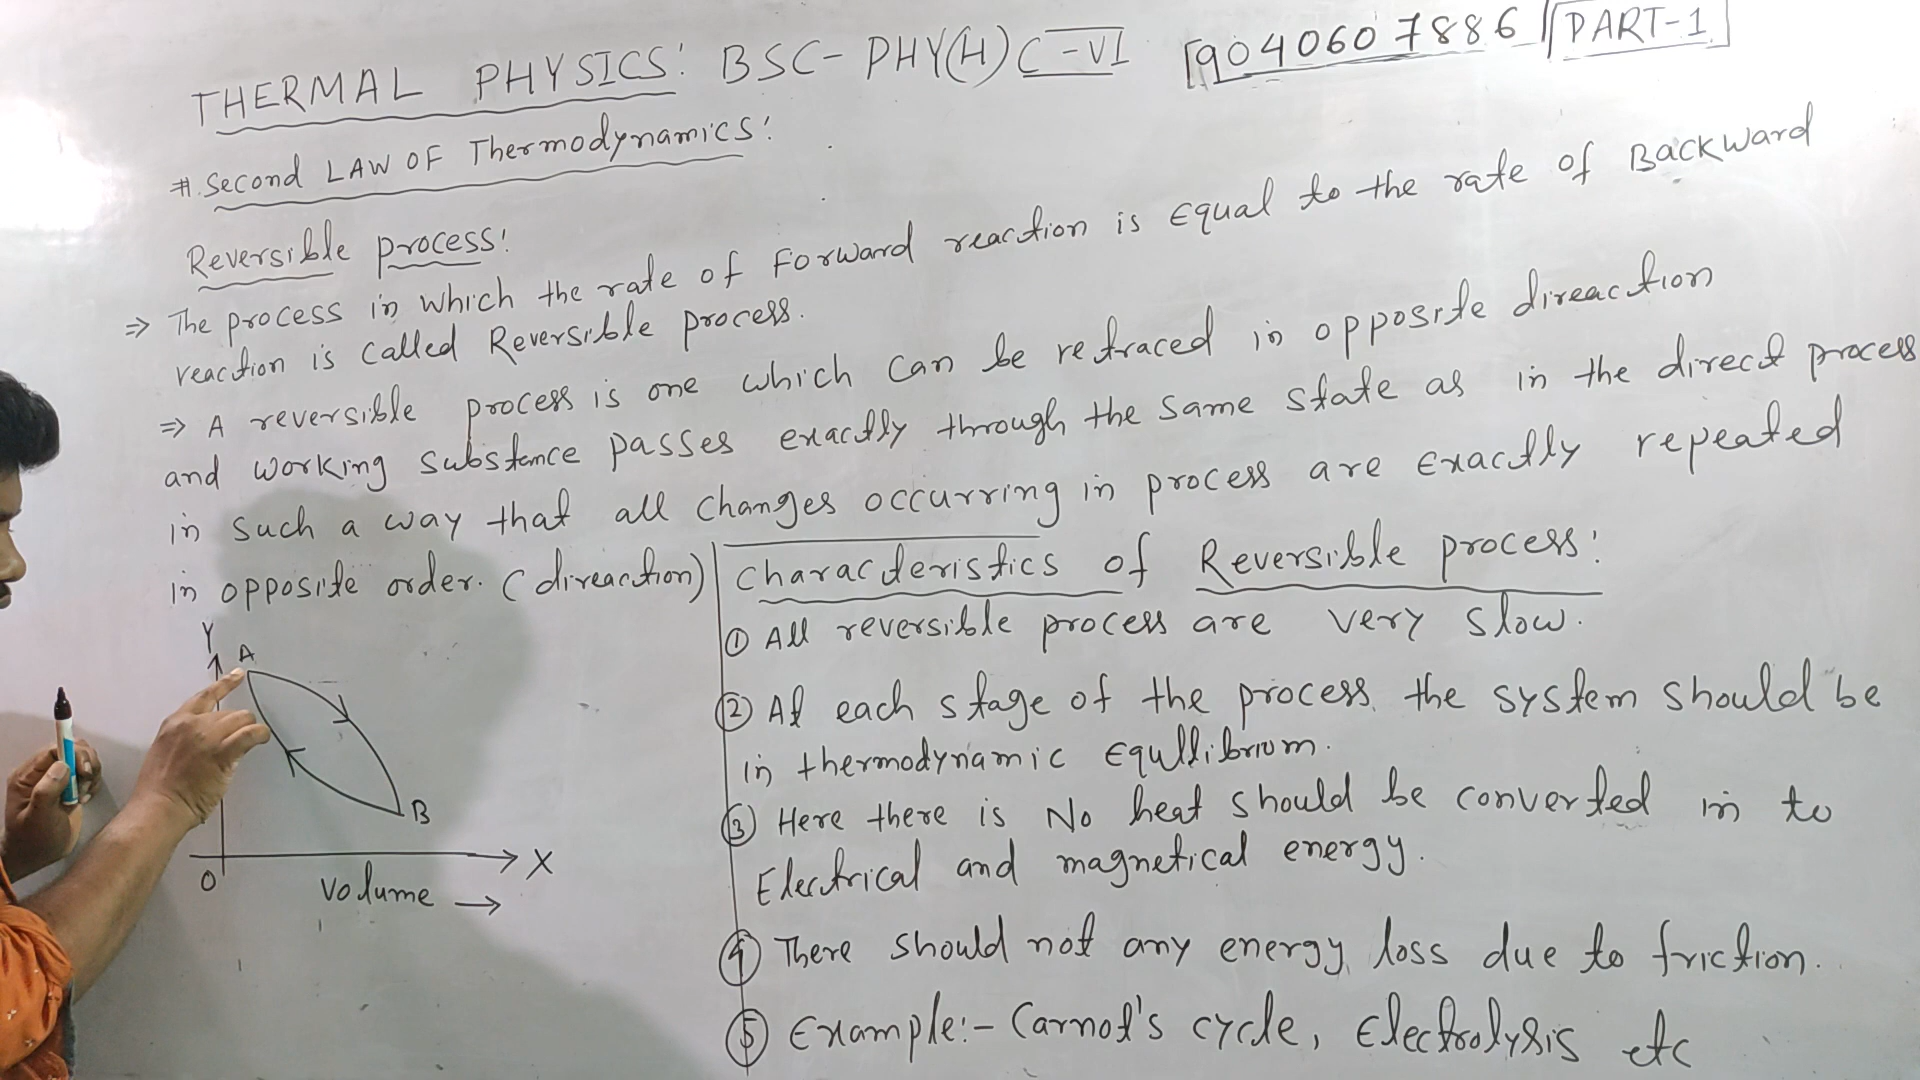 THERMAL PHYSICS: BSC- PHY(H) C-VI
9040607886
PART-1
#. Second LAW OF Thermodynamics:
Reversible process:
⇒ The process in which the rate of Forward reaction is Equal to the rate of Backward
reaction is called Reversible process.
⇒ A reversible process is one which can be retraced in opposite direaction
and working substance passes exactly through the same state as in the direct process
in such a way that all changes occurring in process are Exactly repeated
in opposite order. (direaction)
Characteristics of Reversible process:
① All reversible process are very slow.
② At each stage of the process, the system should be
in thermodynamic Equllibrium.
③ Here there is No heat should be converted in to
Electrical and magnetical energy.
④ There should not any energy loss due to friction.
⑤ Example:- Carnot's cycle, Electrolysis etc
Y
A
B
O
X
Volume →